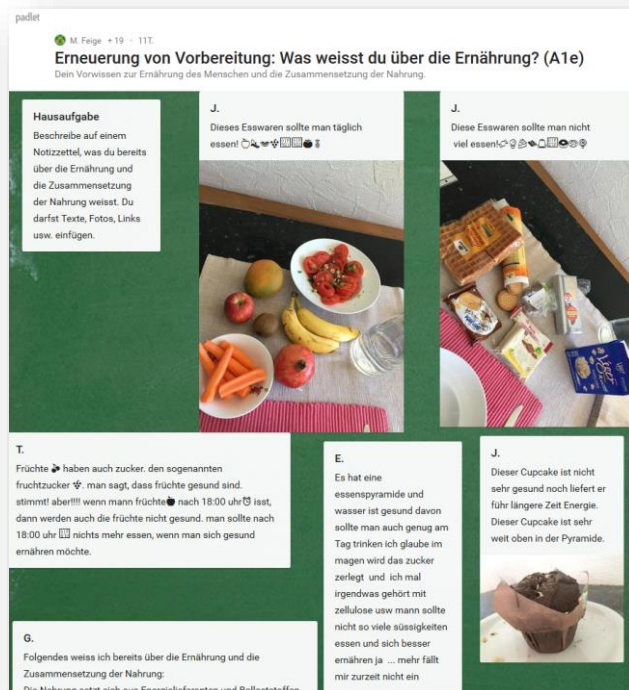 padlet
M. Feige +19 · 11T.
Erneuerung von Vorbereitung: Was weisst du über die Ernährung? (A1e)
Dein Vorwissen zur Ernährung des Menschen und die Zusammensetzung der Nahrung.
Hausaufgabe
Beschreibe auf einem
Notizzettel, was du bereits
über die Ernährung und
die Zusammensetzung
der Nahrung weisst. Du
darfst Texte, Fotos, Links
usw. einfügen.
J.
Dieses Esswaren sollte man täglich
essen!
J.
Diese Esswaren sollte man nicht
viel essen!
T.
Früchte haben auch zucker. den sogenannten
fruchtzucker. man sagt, dass früchte gesund sind.
stimmt! aber!!!! wenn mann früchte nach 18:00 uhr isst,
dann werden auch die früchte nicht gesund. man sollte nach
18:00 uhr nichts mehr essen, wenn man sich gesund
ernähren möchte.
E.
Es hat eine
essenspyramide und
wasser ist gesund davon
sollte man auch genug am
Tag trinken ich glaube im
magen wird das zucker
zerlegt und ich mal
irgendwas gehört mit
zellulose usw mann sollte
nicht so viele süssigkeiten
essen und sich besser
ernähren ja ... mehr fällt
mir zurzeit nicht ein
J.
Dieser Cupcake ist nicht
sehr gesund noch liefert er
führ längere Zeit Energie.
Dieser Cupcake ist sehr
weit oben in der Pyramide.
G.
Folgendes weiss ich bereits über die Ernährung und die
Zusammensetzung der Nahrung:
Die Nahrung setzt sich aus Energielieferanten und Ballaststoffen